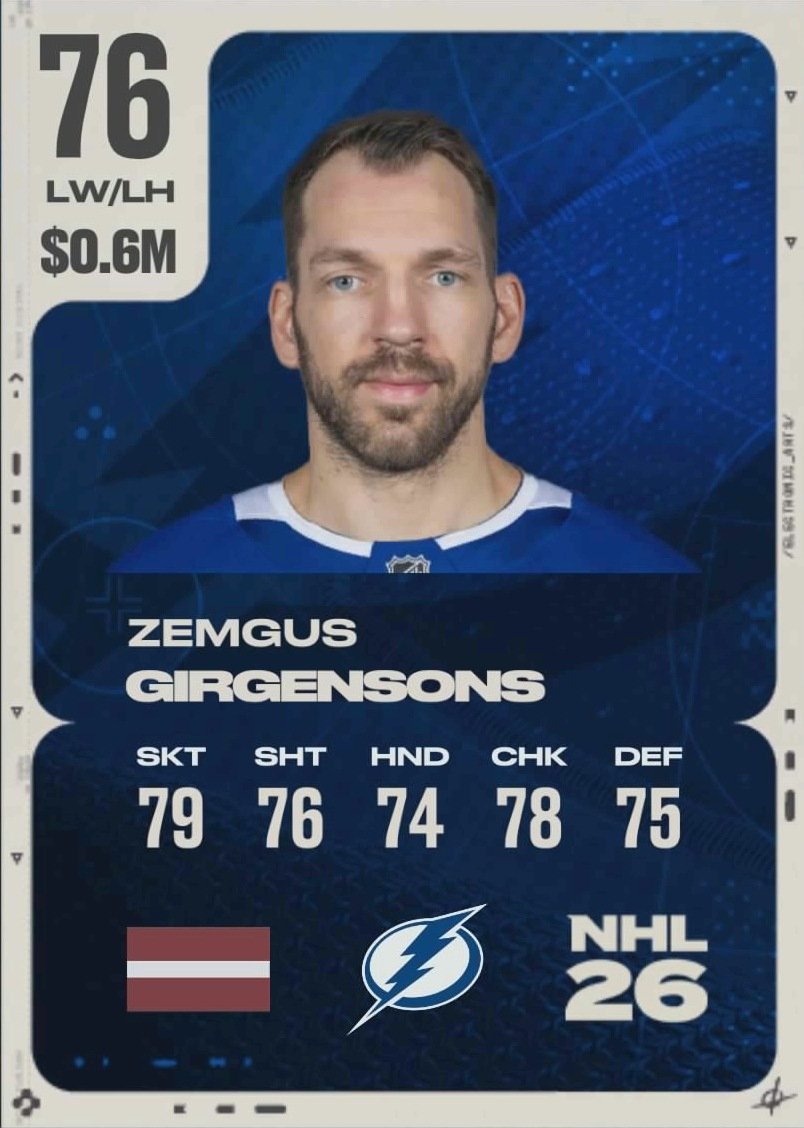 76
LW/LH
$0.6M
ZEMGUS
GIRGENSONS
SKT SHT HND CHK DEF
79 76 74 78 75
NHL
26